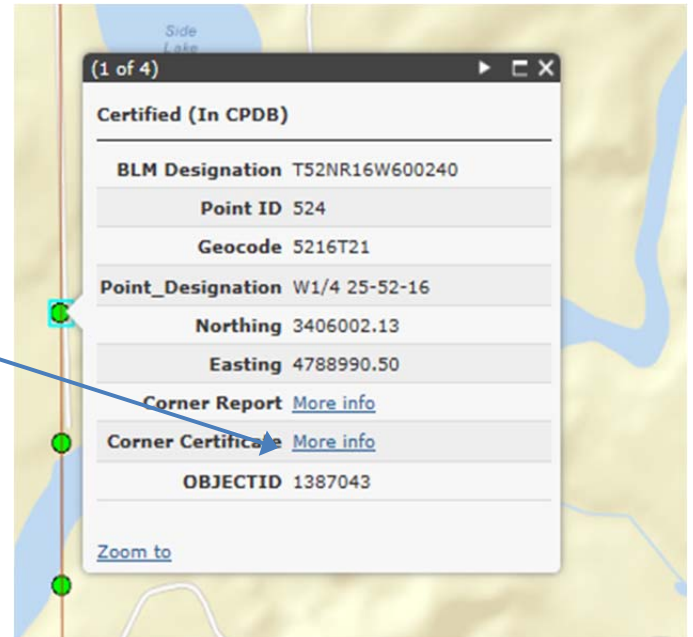 Side
Lake
(1 of 4)
Certified (In CPDB)
BLM Designation T52NR16W600240
Point ID 524
Geocode 5216T21
Point_Designation W1/4 25-52-16
Northing 3406002.13
Easting 4788990.50
Corner Report More info
Corner Certificate More info
OBJECTID 1387043
Zoom to